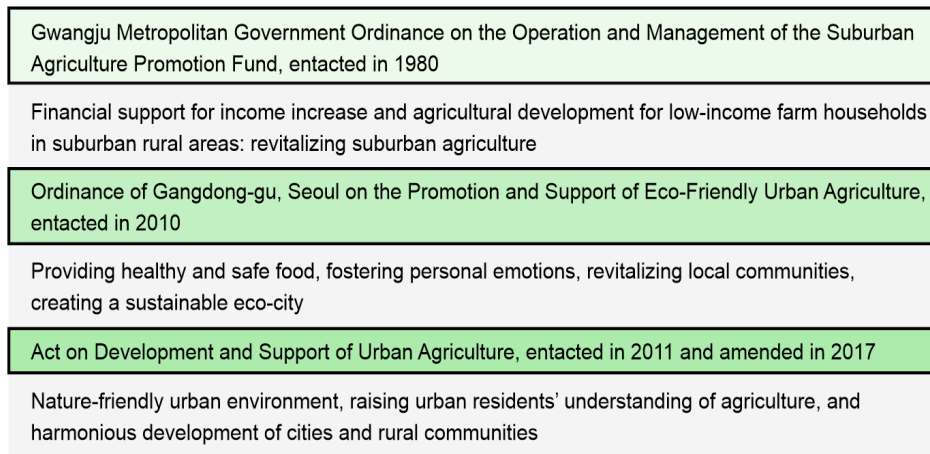 Gwangju Metropolitan Government Ordinance on the Operation and Management of the Suburban
Agriculture Promotion Fund, entacted in 1980
Financial support for income increase and agricultural development for low-income farm households
in suburban rural areas: revitalizing suburban agriculture
Ordinance of Gangdong-gu, Seoul on the Promotion and Support of Eco-Friendly Urban Agriculture,
entacted in 2010
Providing healthy and safe food, fostering personal emotions, revitalizing local communities,
creating a sustainable eco-city
Act on Development and Support of Urban Agriculture, entacted in 2011 and amended in 2017
Nature-friendly urban environment, raising urban residents’ understanding of agriculture, and
harmonious development of cities and rural communities